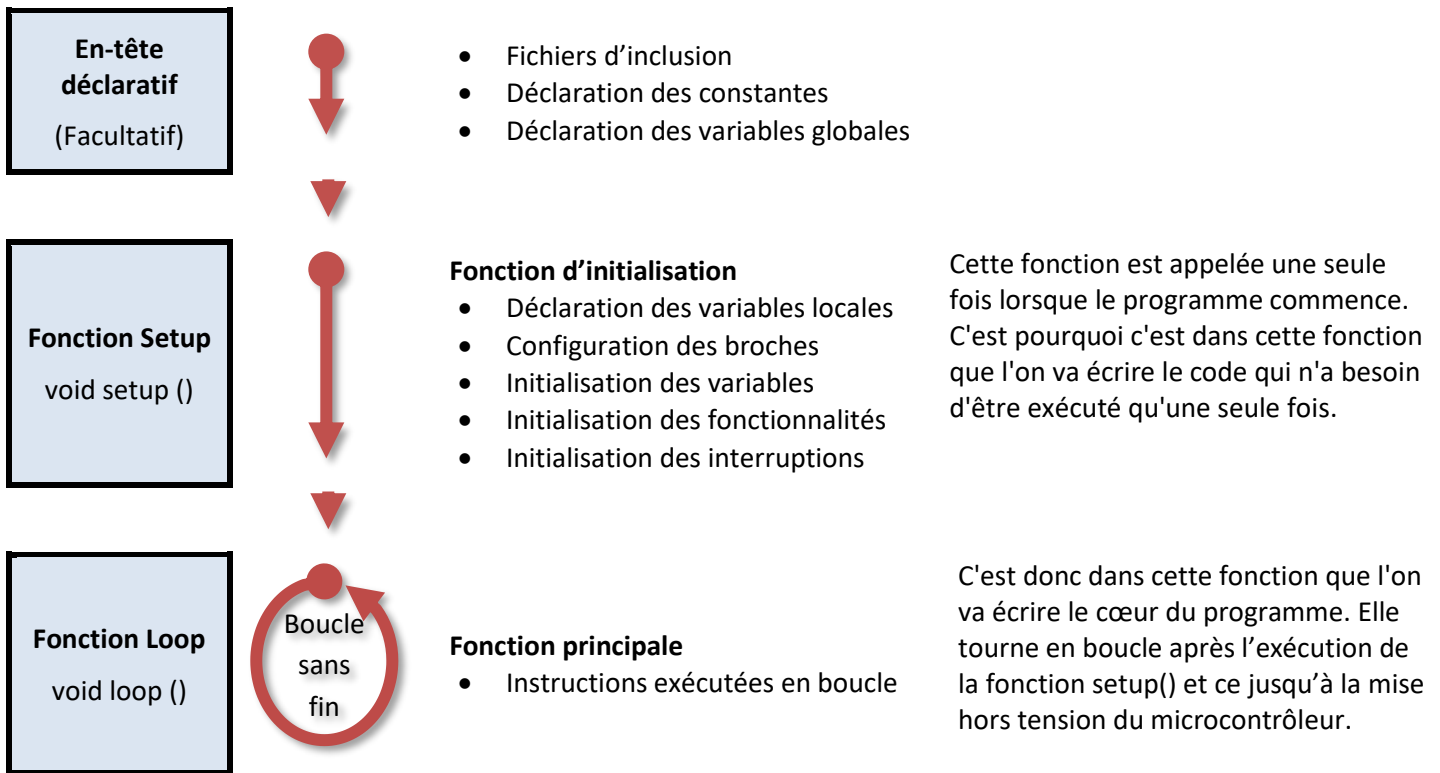 En-tête
déclaratif
(Facultatif)
• Fichiers d’inclusion
• Déclaration des constantes
• Déclaration des variables globales
Fonction Setup
void setup ()
Fonction d’initialisation
• Déclaration des variables locales
• Configuration des broches
• Initialisation des variables
• Initialisation des fonctionnalités
• Initialisation des interruptions
Cette fonction est appelée une seule
fois lorsque le programme commence.
C'est pourquoi c'est dans cette fonction
que l'on va écrire le code qui n'a besoin
d'être exécuté qu'une seule fois.
Fonction Loop
void loop ()
Boucle
sans
fin
Fonction principale
• Instructions exécutées en boucle
C'est donc dans cette fonction que l'on
va écrire le cœur du programme. Elle
tourne en boucle après l’exécution de
la fonction setup() et ce jusqu’à la mise
hors tension du microcontrôleur.